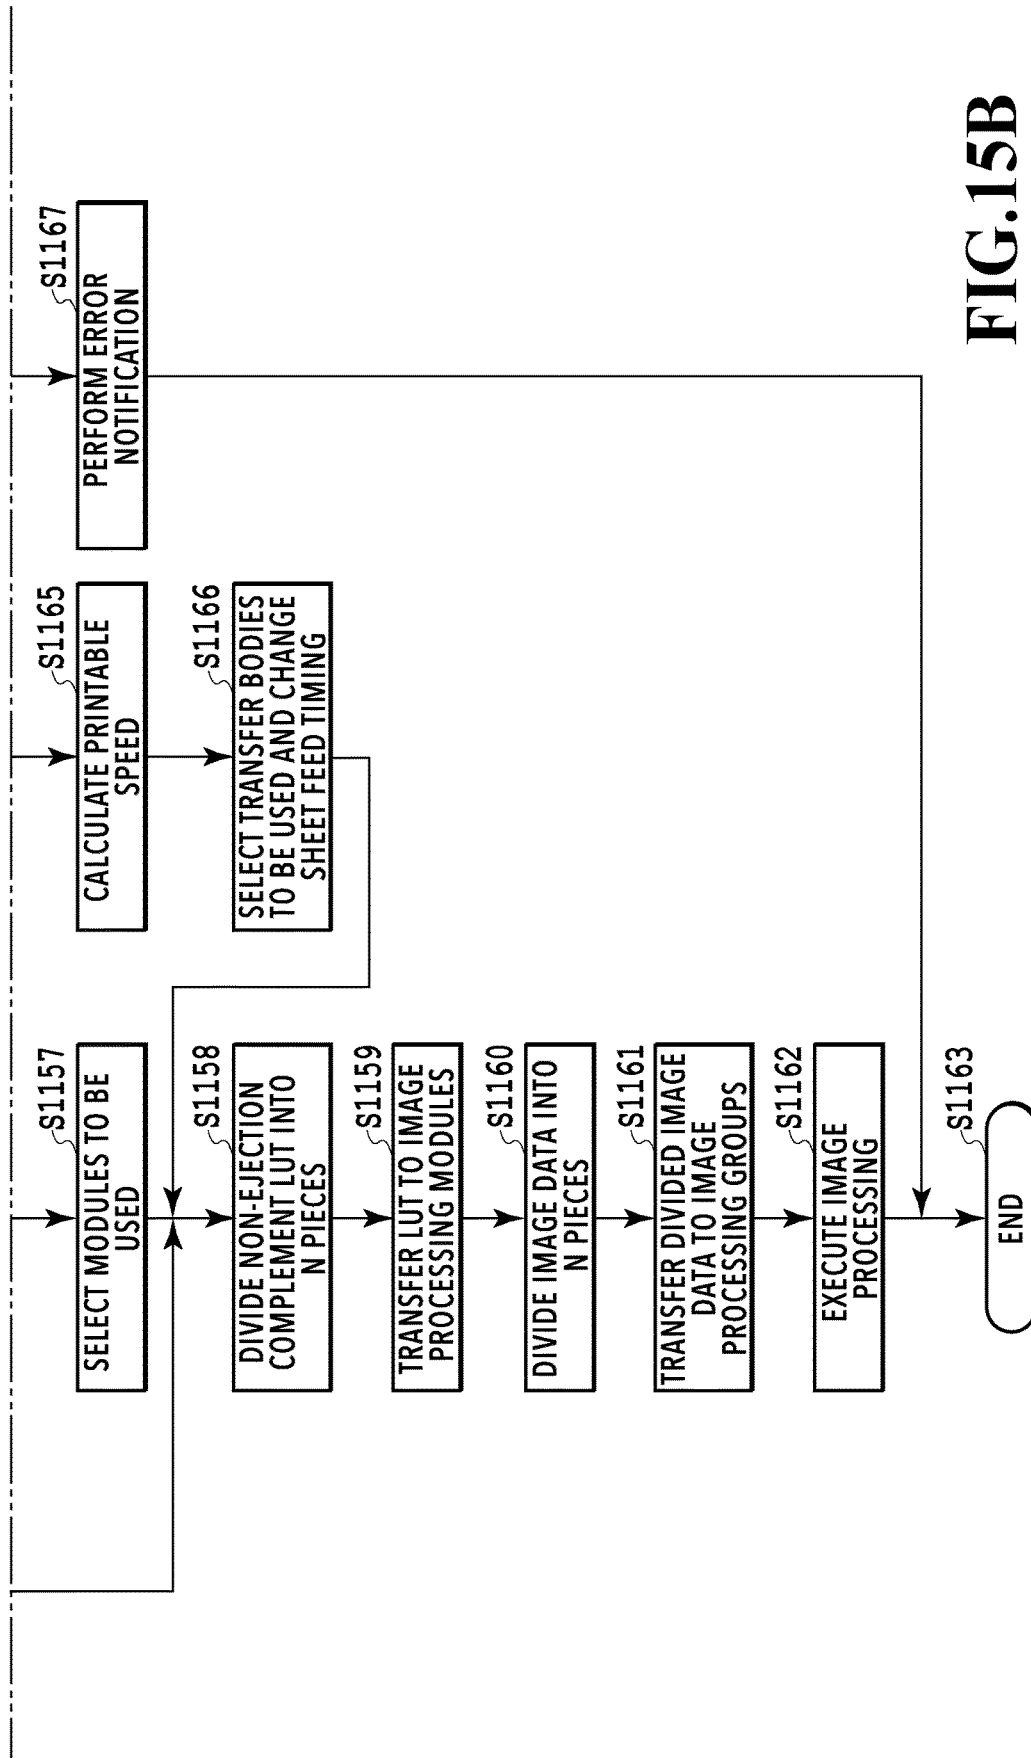 S1157
SELECT MODULES TO BE
USED
S1158
DIVIDE NON-EJECTION
COMPLEMENT LUT INTO
N PIECES
S1159
TRANSFER LUT TO IMAGE
PROCESSING MODULES
S1160
DIVIDE IMAGE DATA INTO
N PIECES
S1161
TRANSFER DIVIDED IMAGE
DATA TO IMAGE
PROCESSING GROUPS
S1162
EXECUTE IMAGE
PROCESSING
S1163
END
S1165
CALCULATE PRINTABLE
SPEED
S1166
SELECT TRANSFER BODIES
TO BE USED AND CHANGE
SHEET FEED TIMING
S1167
PERFORM ERROR
NOTIFICATION
FIG.15B